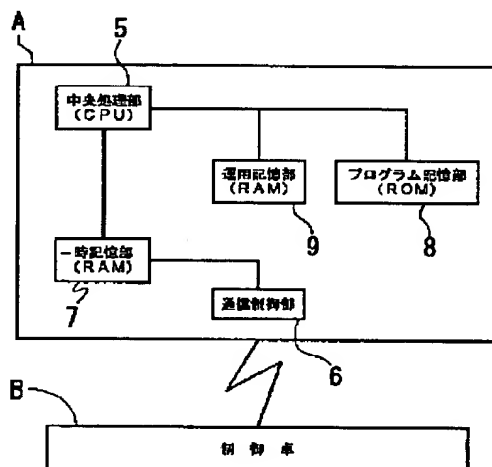 A
5
中央処理部
(CPU)
運用記憶部
(RAM)
9
プログラム記憶部
(ROM)
8
一時記憶部
(RAM)
7
通信制御部
6
B
制御卓